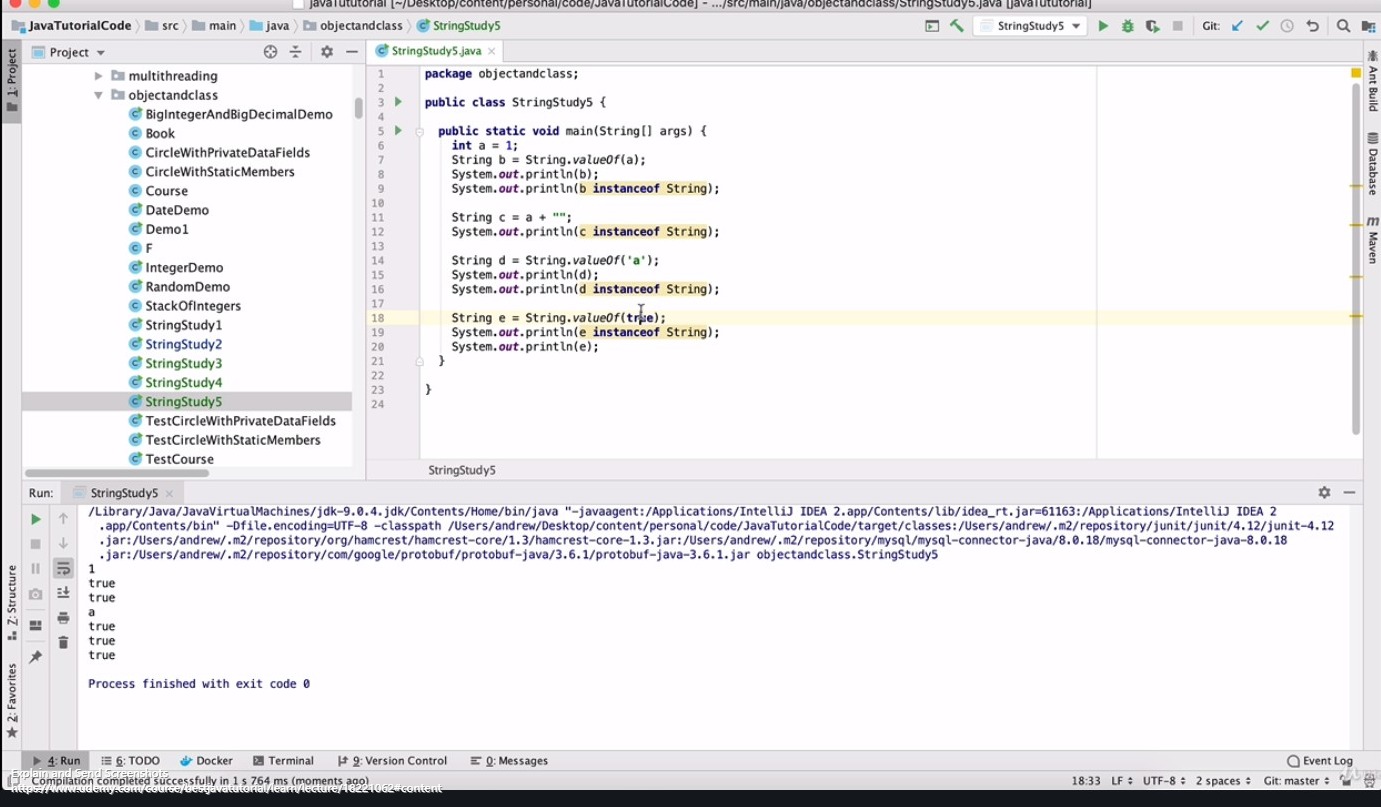 javaTututorial [~/Desktop/content/personal/code/JavaTutorialCode] - .../src/main/java/objectandclass/StringStudy5.java [javaTututorial]
JavaTutorialCode src main java objectandclass StringStudy5
StringStudy5 Git:
1: Project
Project
StringStudy5.java
Ant Build
Database
Maven
multithreading
objectandclass
BigIntegerAndBigDecimalDemo
Book
CircleWithPrivateDataFields
CircleWithStaticMembers
Course
DateDemo
Demo1
F
IntegerDemo
RandomDemo
StackOfIntegers
StringStudy1
StringStudy2
StringStudy3
StringStudy4
StringStudy5
TestCircleWithPrivateDataFields
TestCircleWithStaticMembers
TestCourse
1 package objectandclass;
2
3 public class StringStudy5 {
4
5 public static void main(String[] args) {
6 int a = 1;
7 String b = String.valueOf(a);
8 System.out.println(b);
9 System.out.println(b instanceof String);
10
11 String c = a + "";
12 System.out.println(c instanceof String);
13
14 String d = String.valueOf('a');
15 System.out.println(d);
16 System.out.println(d instanceof String);
17
18 String e = String.valueOf(true);
19 System.out.println(e instanceof String);
20 System.out.println(e);
21 }
22
23 }
24
StringStudy5
Run: StringStudy5
/Library/Java/JavaVirtualMachines/jdk-9.0.4.jdk/Contents/Home/bin/java "-javaagent:/Applications/IntelliJ IDEA 2.app/Contents/lib/idea_rt.jar=61163:/Applications/IntelliJ IDEA 2
.app/Contents/bin" -Dfile.encoding=UTF-8 -classpath /Users/andrew/Desktop/content/personal/code/JavaTutorialCode/target/classes:/Users/andrew/.m2/repository/junit/junit/4.12/junit-4.12
.jar:/Users/andrew/.m2/repository/org/hamcrest/hamcrest-core/1.3/hamcrest-core-1.3.jar:/Users/andrew/.m2/repository/mysql/mysql-connector-java/8.0.18/mysql-connector-java-8.0.18
.jar:/Users/andrew/.m2/repository/com/google/protobuf/protobuf-java/3.6.1/protobuf-java-3.6.1.jar objectandclass.StringStudy5
1
true
true
a
true
true
true
Process finished with exit code 0
Z: Structure
2: Favorites
4: Run 6: TODO Docker Terminal 9: Version Control 0: Messages Event Log
Explain and Send Screenshots
Compilation completed successfully in 1 s 764 ms (moments ago)
18:33 LF UTF-8 2 spaces Git: master
https://www.udemy.com/course/bestjavatutorial/learn/lecture/18221062#content